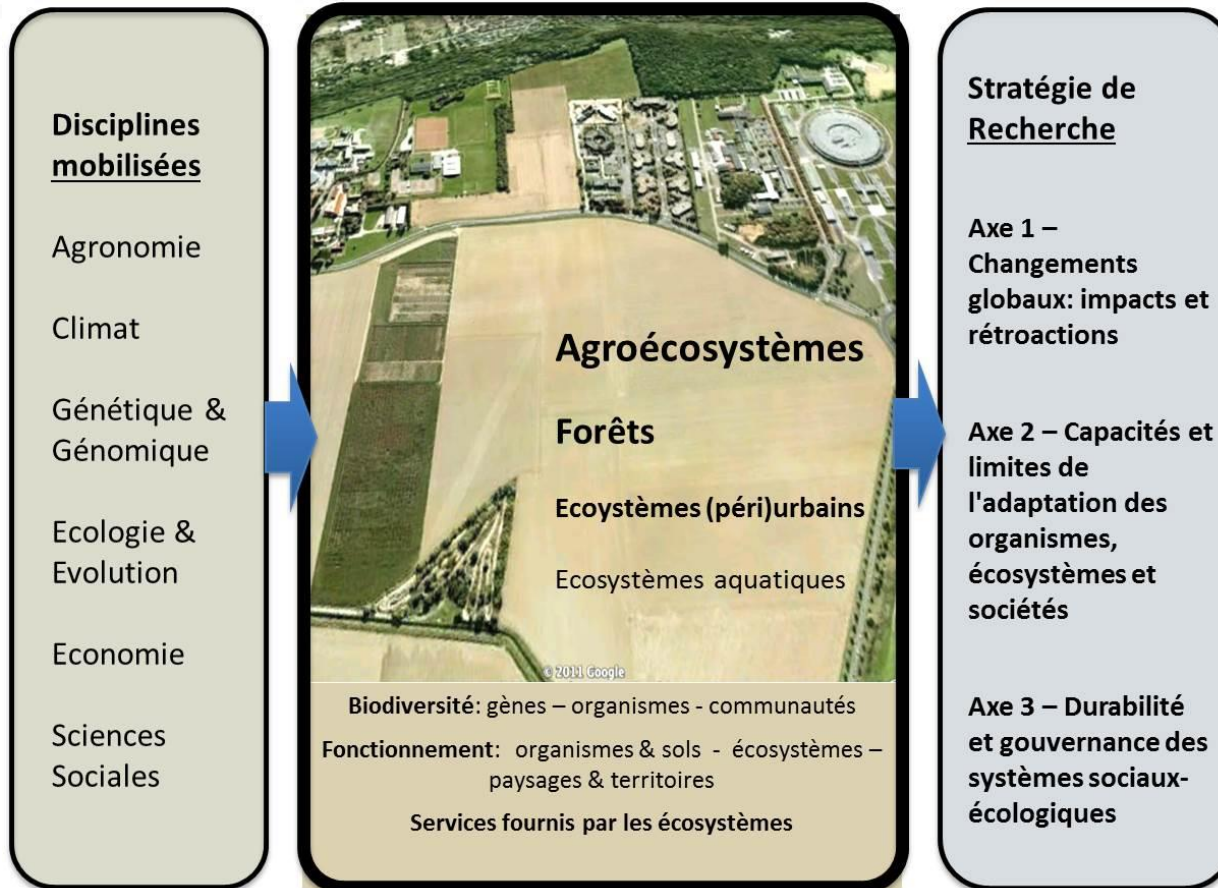 Disciplines
mobilisées
Agronomie
Climat
Génétique &
Génomique
Ecologie &
Evolution
Economie
Sciences
Sociales
Agroécosystèmes
Forêts
Ecoystèmes (péri)urbains
Ecosystèmes aquatiques
© 2011 Google
Biodiversité: gènes – organismes - communautés
Fonctionnement: organismes & sols - écosystèmes –
paysages & territoires
Services fournis par les écosystèmes
Stratégie de
Recherche
Axe 1 –
Changements
globaux: impacts et
rétroactions
Axe 2 – Capacités et
limites de
l'adaptation des
organismes,
écosystèmes et
sociétés
Axe 3 – Durabilité
et gouvernance des
systèmes sociaux-
écologiques